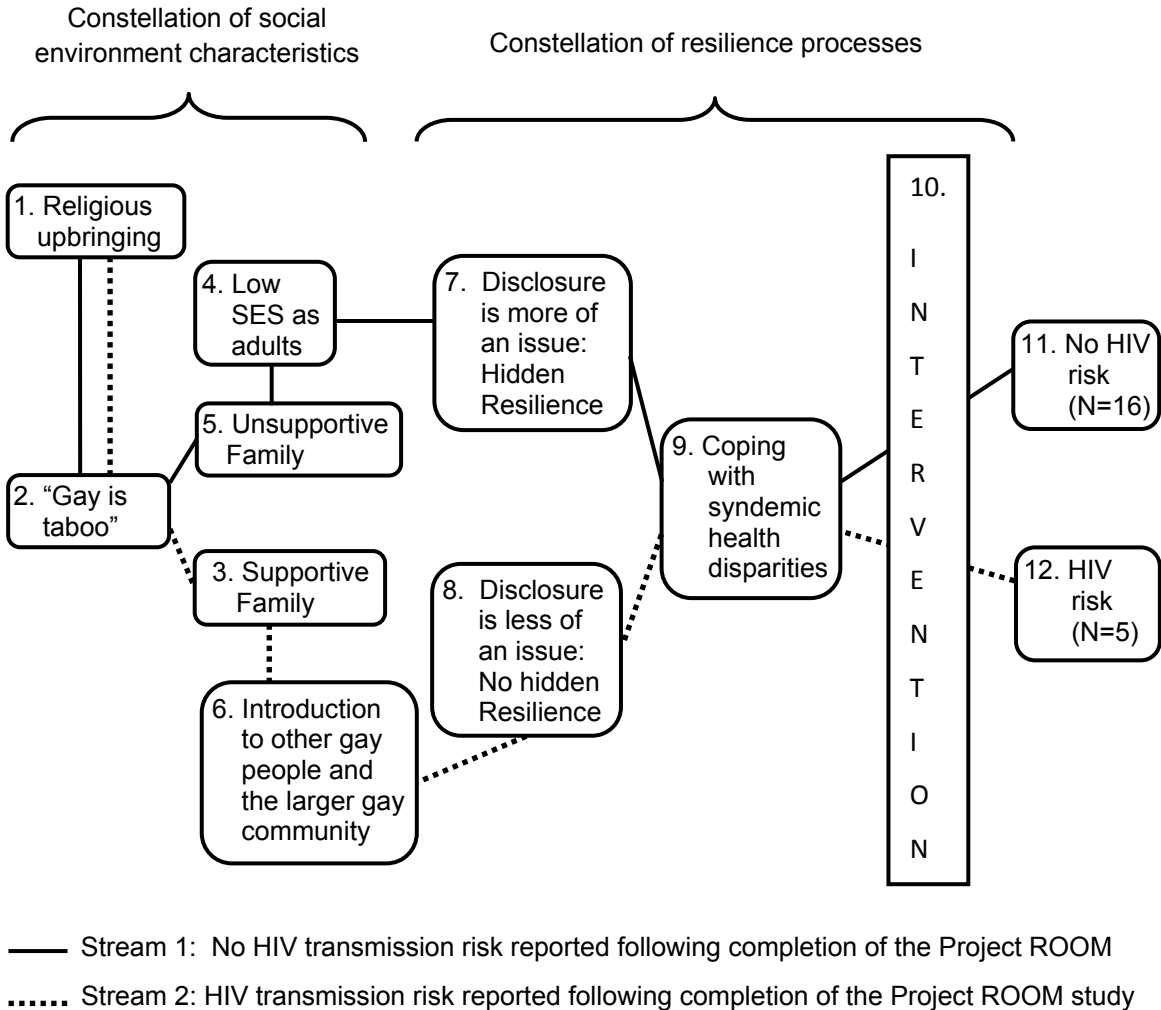 Constellation of social
environment characteristics
Constellation of resilience processes
1. Religious
upbringing
2. “Gay is
taboo”
4. Low
SES as
adults
5. Unsupportive
Family
3. Supportive
Family
6. Introduction
to other gay
people and
the larger gay
community
7. Disclosure
is more of
an issue:
Hidden
Resilience
8. Disclosure
is less of
an issue:
No hidden
Resilience
9. Coping
with
syndemic
health
disparities
10.
I
N
T
E
R
V
E
N
T
I
O
N
11. No HIV
risk
(N=16)
12. HIV
risk
(N=5)
Stream 1: No HIV transmission risk reported following completion of the Project ROOM
Stream 2: HIV transmission risk reported following completion of the Project ROOM study